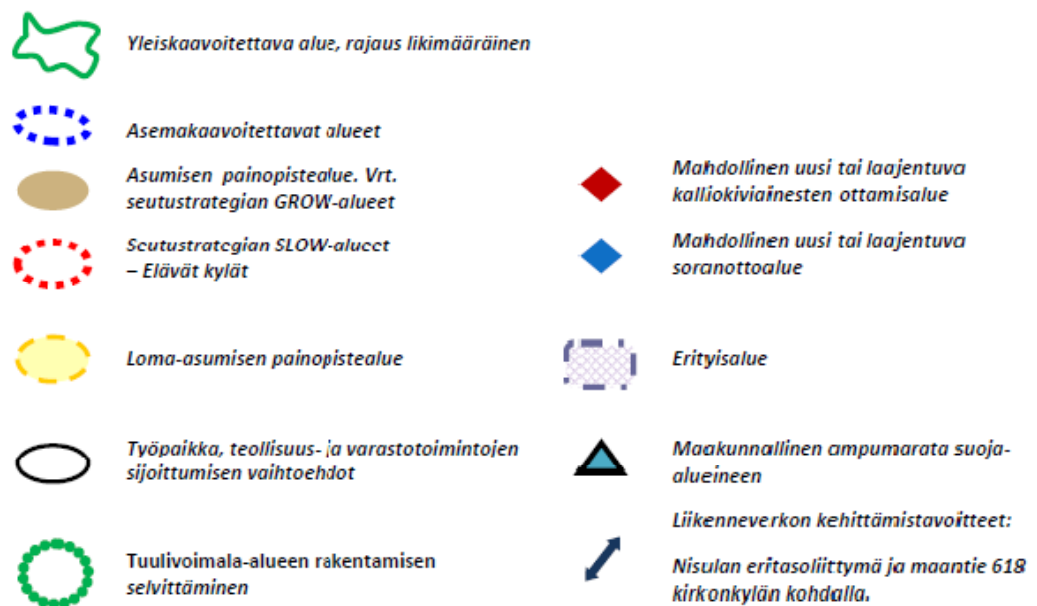 Yleiskaavoitettava alue, rajaus likimääräinen
Asemakaavoitettavat alueet
Asumisen painopistealue. Vrt.
seutustrategian GROW-alueet
Seutustrategian SLOW-alueet
– Elävät kylät
Loma-asumisen painopistealue
Työpaikka, teollisuus- ja varastotoimintojen
sijoittumisen vaihtoehdot
Tuulivoimala-alueen rakentamisen
selvittäminen
Mahdollinen uusi tai laajentuva
kalliokiviainesten ottamisalue
Mahdollinen uusi tai laajentuva
soranottoalue
Erityisalue
Maakunnallinen ampumarata suoja-
alueineen
Liikenneverkon kehittämistavoitteet:
Nisulan eritasoliittymä ja maantie 618
kirkonkylän kohdalla.